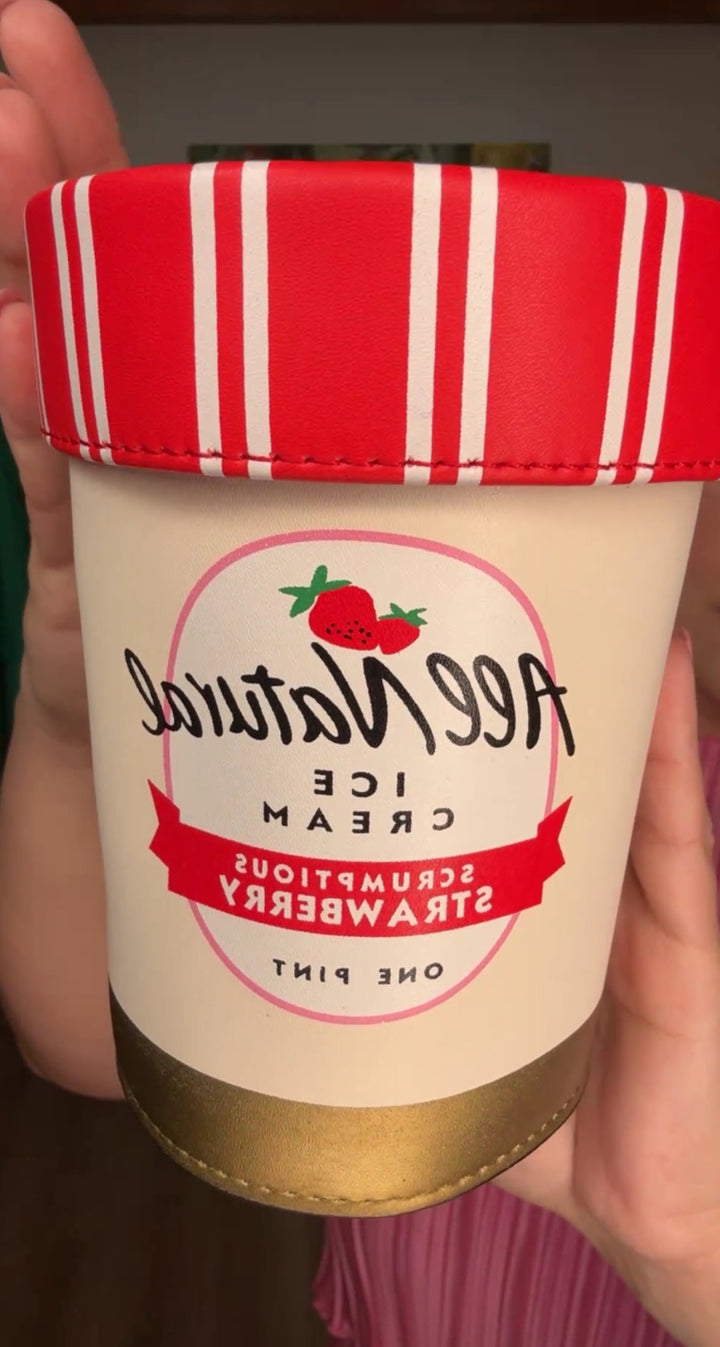 All Natural
ICE
CREAM
SCRUMPTIOUS
STRAWBERRY
ONE PINT